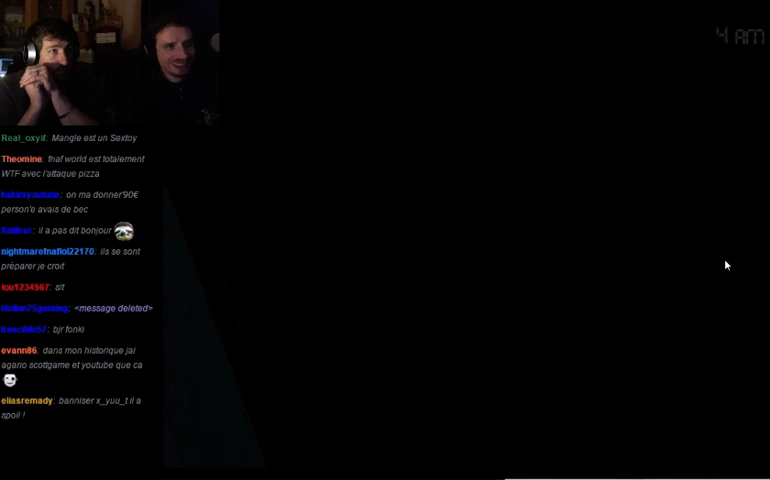 4 AM
Real_oxyif: Mangle est un Sextoy
Theomine: fnaf world est totalement
WTF avec l'attaque pizza
on ma donner'90€
person'e avais de bec
il a pas dit bonjour
nightmarefnaflol22170: ils se sont
préparer je croit
lou1234567: sit
<message deleted>
bjr fonki
evann86: dans mon historique jai
agario scottgame et youtube que ca
eliasremady: banniser x_yuu_t il a
spoil !